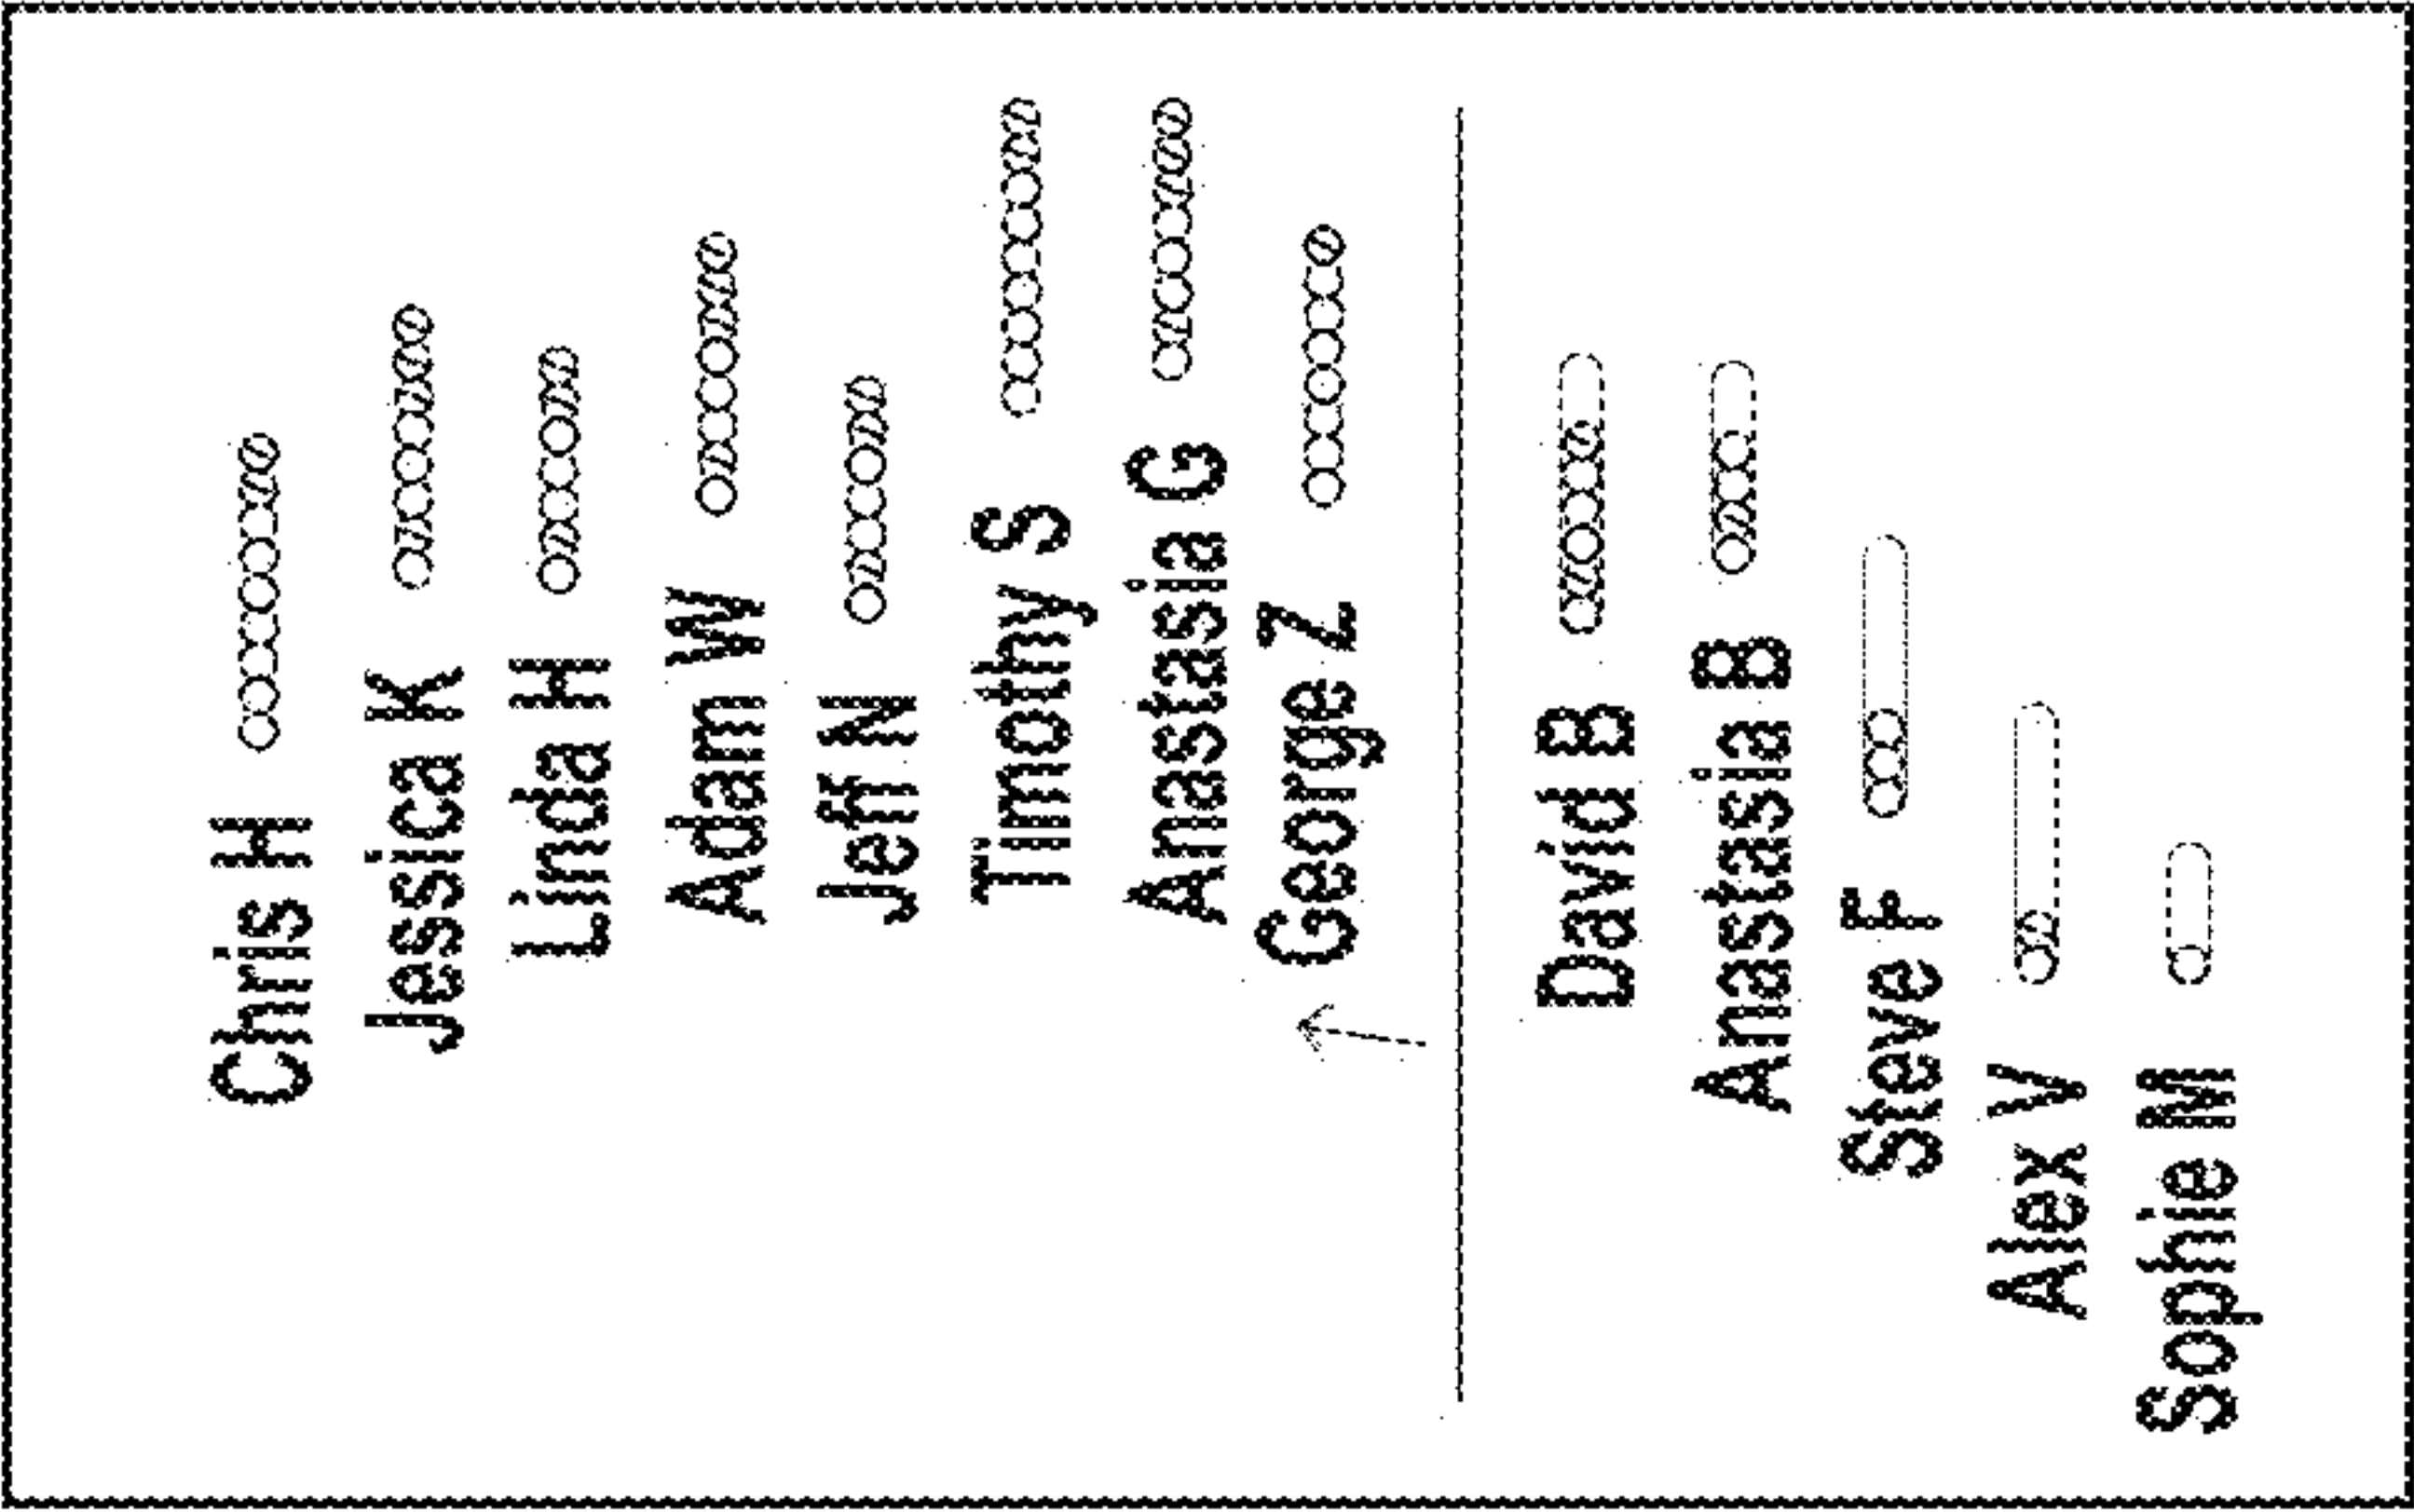 Chris H
Jessica K
Linda H
Adam W
Jeff N
Timothy S
Anastasia G
George Z
David B
Anastasia B
Steve F
Alex V
Sophie M